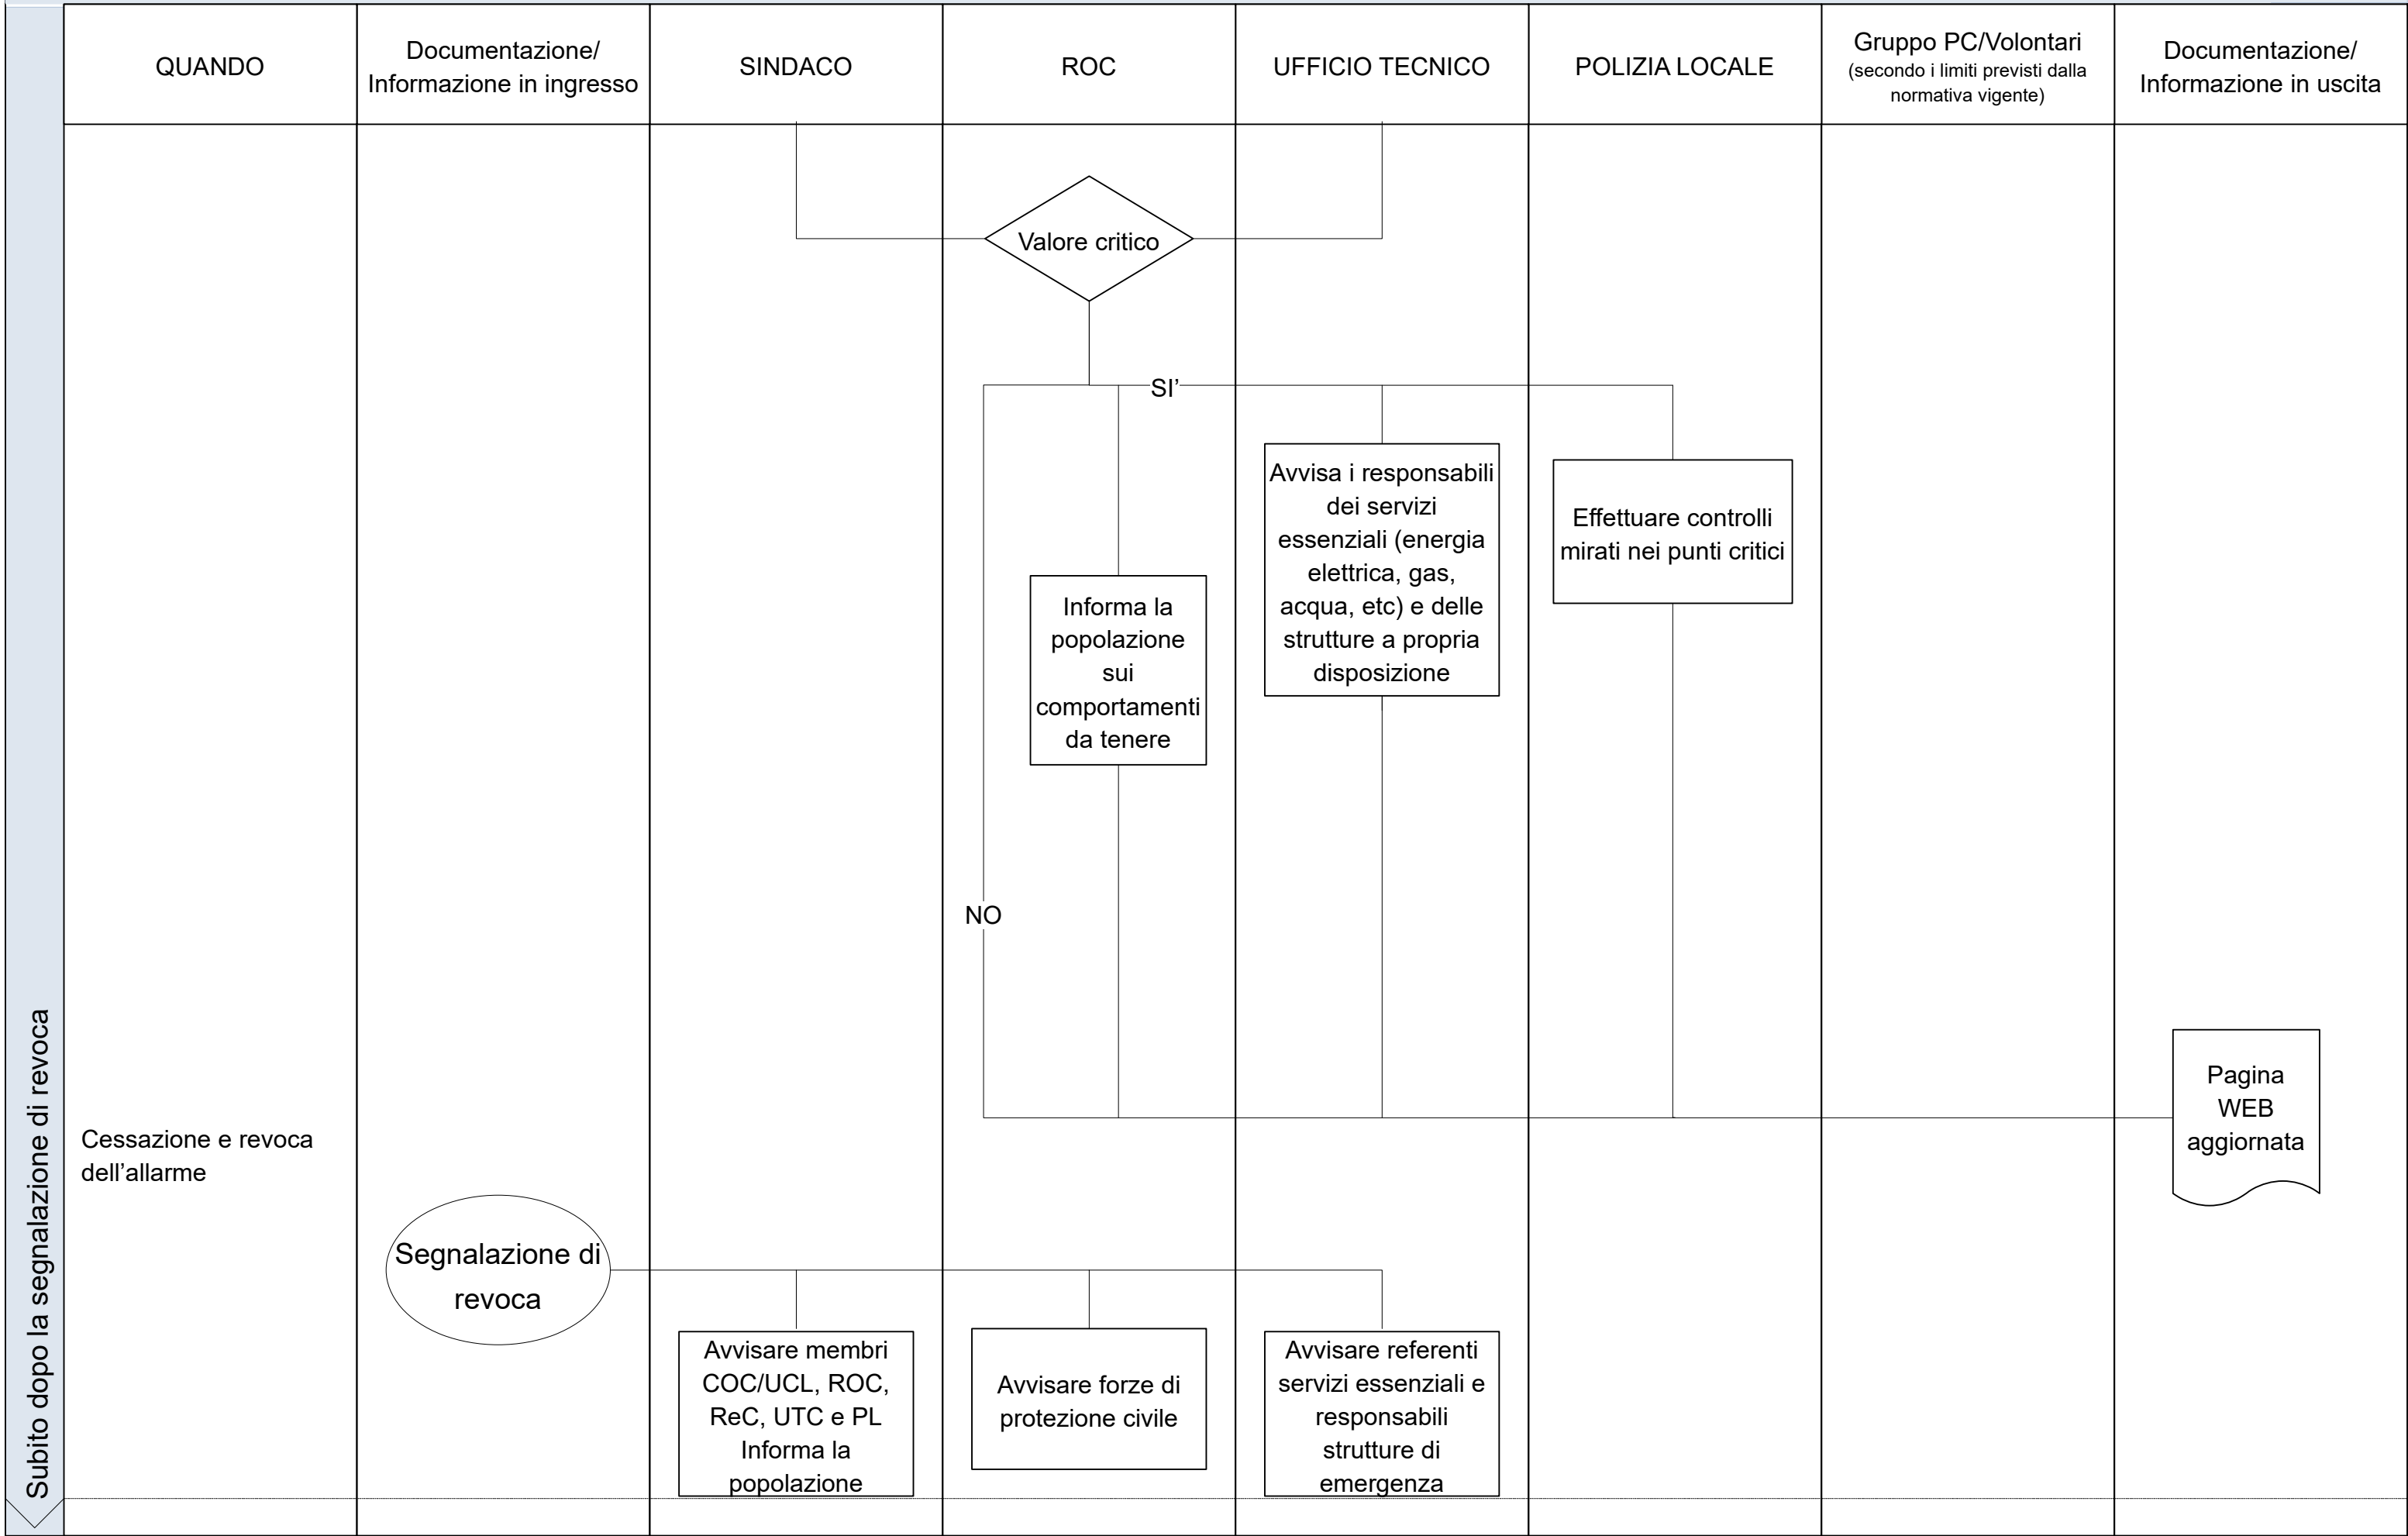 QUANDO
Documentazione/
Informazione in ingresso
SINDACO
ROC
UFFICIO TECNICO
POLIZIA LOCALE
Gruppo PC/Volontari
(secondo i limiti previsti dalla
normativa vigente)
Documentazione/
Informazione in uscita
Valore critico
SI’
Avvisa i responsabili
dei servizi
essenziali (energia
elettrica, gas,
acqua, etc) e delle
strutture a propria
disposizione
Effettuare controlli
mirati nei punti critici
Informa la
popolazione
sui
comportamenti
da tenere
NO
Pagina
WEB
aggiornata
Subito dopo la segnalazione di revoca
Cessazione e revoca
dell’allarme
Segnalazione di
revoca
Avvisare membri
COC/UCL, ROC,
ReC, UTC e PL
Informa la
popolazione
Avvisare forze di
protezione civile
Avvisare referenti
servizi essenziali e
responsabili
strutture di
emergenza